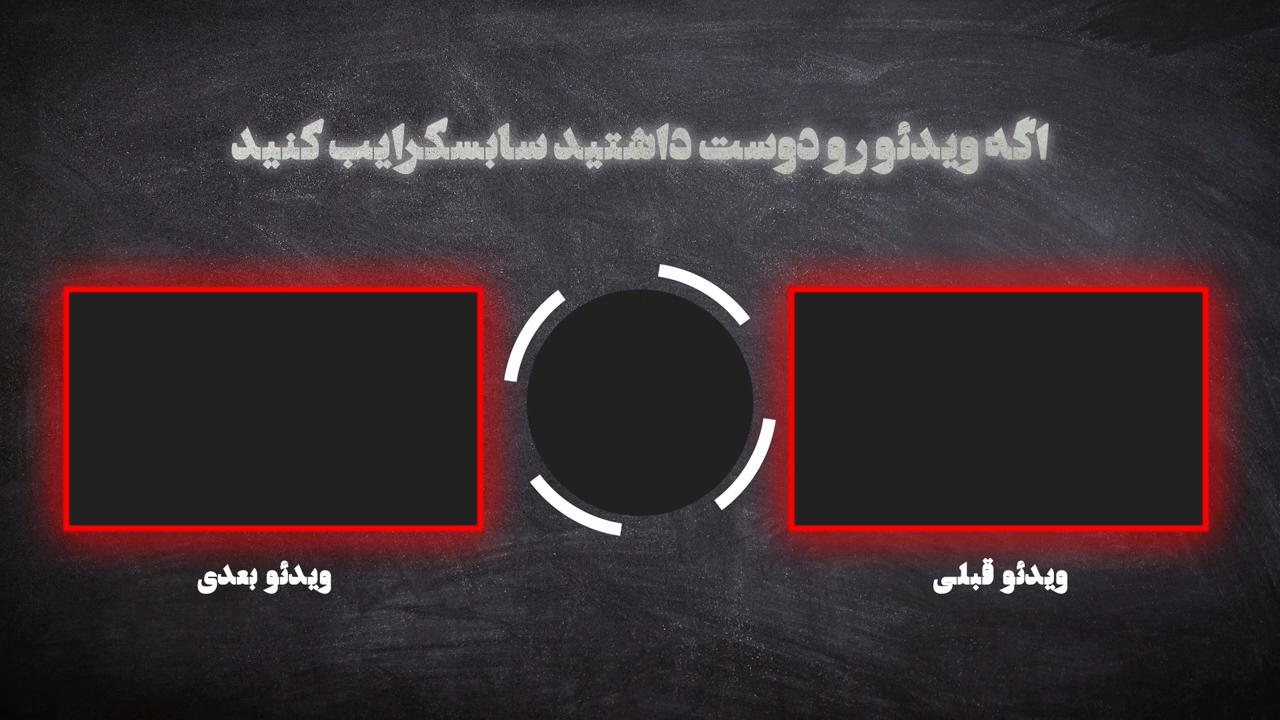 اگه ویدئو رو دوست داشتید سابسکرایب کنید
ویدئو قبلی
ویدئو بعدی